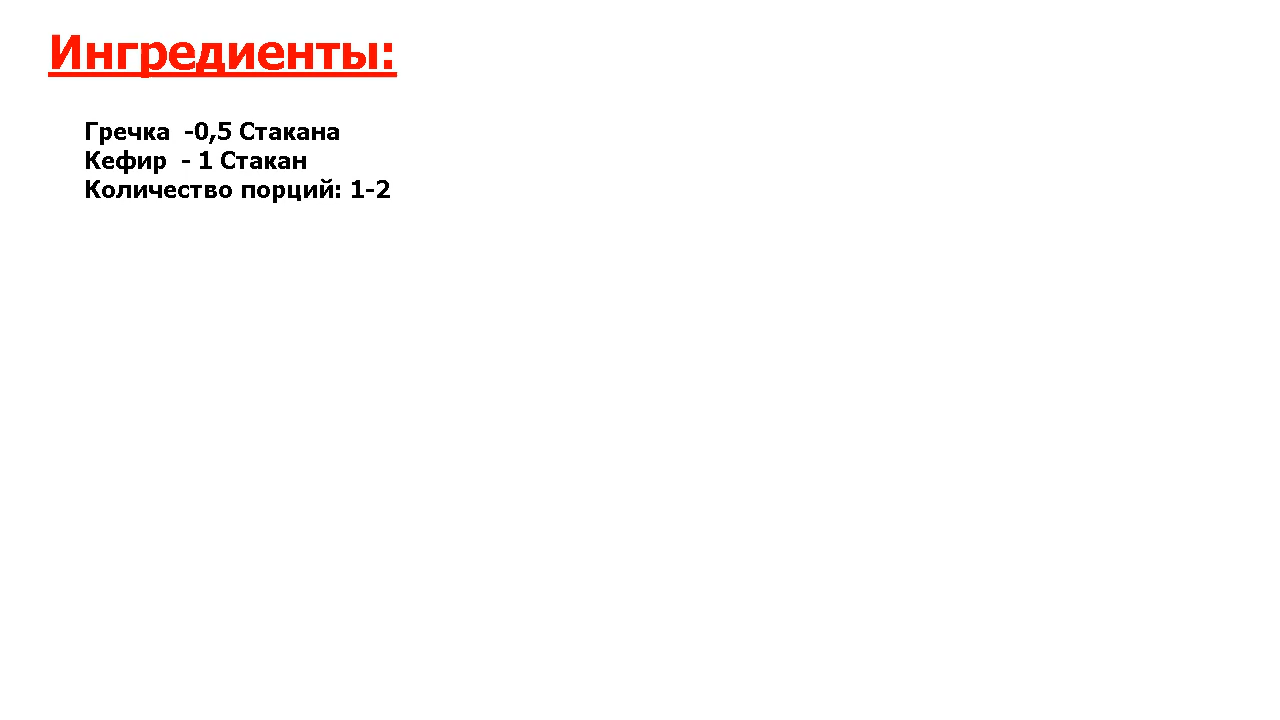 Ингредиенты:
Гречка  -0,5 Стакана
Кефир  - 1 Стакан
Количество порций: 1-2